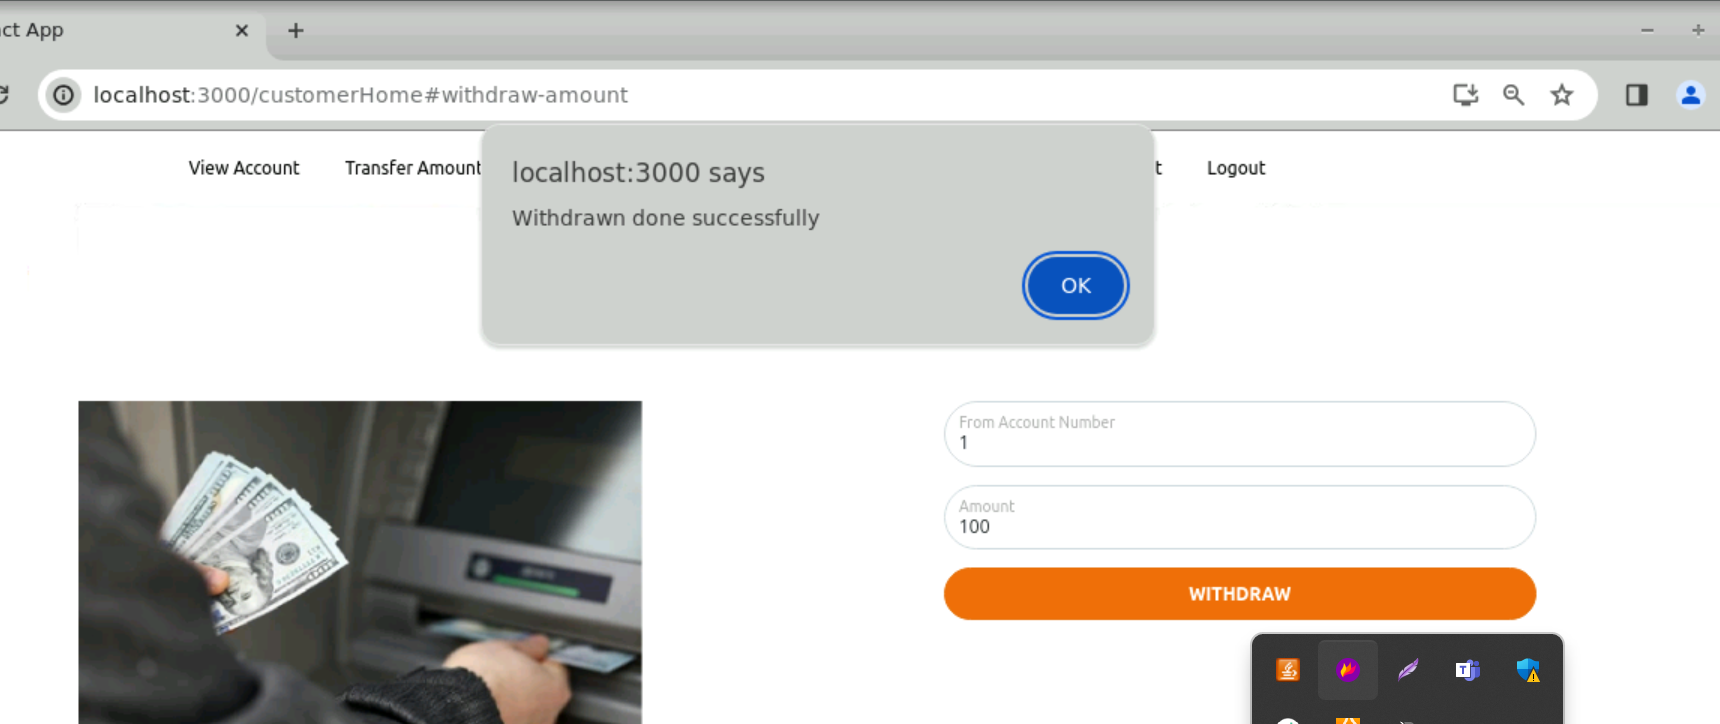 ct App
localhost:3000/customerHome#withdraw-amount
View Account
Transfer Amount
t
Logout
localhost:3000 says
Withdrawn done successfully
OK
From Account Number
1
Amount
100
WITHDRAW